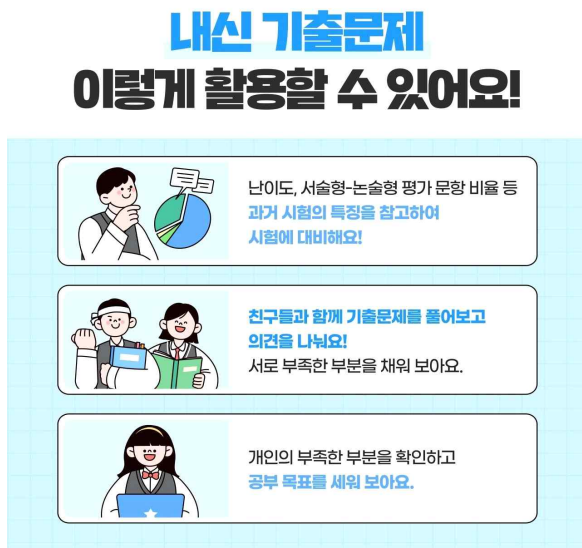 내신 기출문제
이렇게 활용할 수 있어요!
난이도, 서술형-논술형 평가 문항 비율 등
과거 시험의 특징을 참고하여
시험에 대비해요!
친구들과 함께 기출문제를 풀어보고
의견을 나눠요!
서로 부족한 부분을 채워 보아요.
개인의 부족한 부분을 확인하고
공부 목표를 세워 보아요.